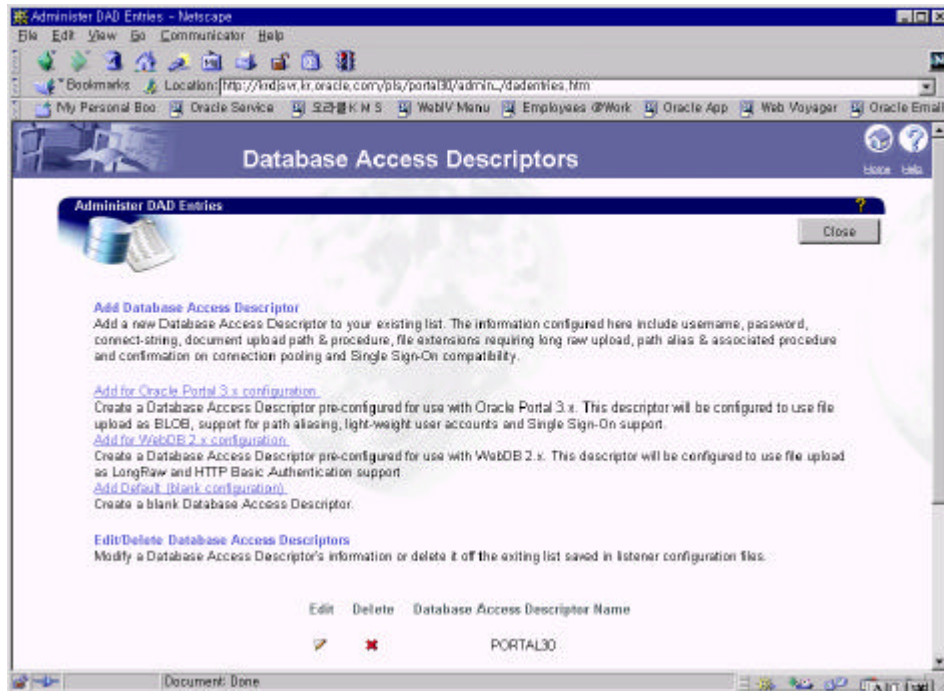 Administer DAD Entries - Netscape
File Edit View Go Communicator Help
Bookmarks Location: http://krdjsvr.kr.oracle.com/pls/portal30/admin_/dadentries.htm
My Personal Boo Oracle Service 오라클KMS WebIV Menu Employees @Work Oracle App Web Voyager Oracle Email
Database Access Descriptors
Home Help
Administer DAD Entries ?
Close
Add Database Access Descriptor
Add a new Database Access Descriptor to your existing list. The information configured here include username, password,
connect-string, document upload path & procedure, file extensions requiring long raw upload, path alias & associated procedure
and confirmation on connection pooling and Single Sign-On compatibility.
Add for Oracle Portal 3.x configuration
Create a Database Access Descriptor pre-configured for use with Oracle Portal 3.x. This descriptor will be configured to use file
upload as BLOB, support for path aliasing, light-weight user accounts and Single Sign-On support.
Add for WebDB 2.x configuration
Create a Database Access Descriptor pre-configured for use with WebDB 2.x. This descriptor will be configured to use file upload
as LongRaw and HTTP Basic Authentication support
Add Default (blank configuration)
Create a blank Database Access Descriptor.
Edit/Delete Database Access Descriptors
Modify a Database Access Descriptor's information or delete it off the exiting list saved in listener configuration files.
Edit Delete Database Access Descriptor Name
PORTAL30
Document: Done